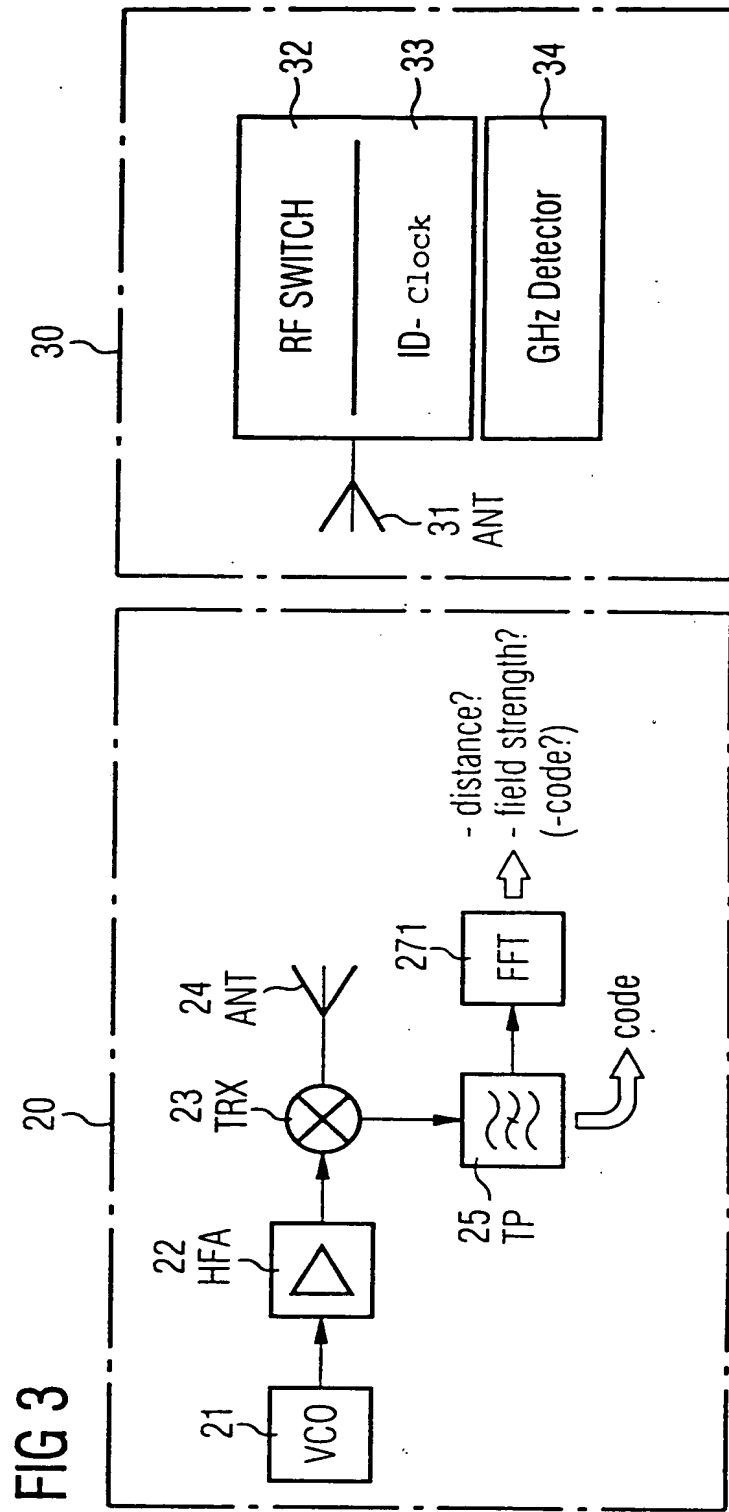 FIG 3
20
21
VCO
22
HFA
23
TRX
24
ANT
25
TP
271
FFT
- distance?
- field strength?
(-code?)
code
30
31
ANT
RF SWITCH
32
ID- Clock
33
GHz Detector
34